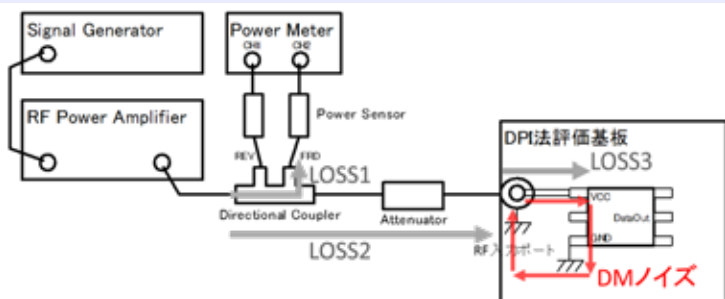 Signal Generator
Power Meter
CH1
CH2
RF Power Amplifier
Power Sensor
REV
FRD
LOSS1
Directional Coupler
Attenuator
LOSS2
DPI法評価基板
LOSS3
VCC
DataOut
GND
RF入力ポート
DMノイズ